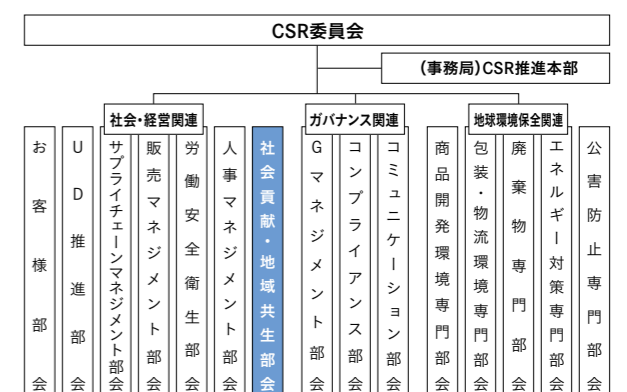 CSR委員会
(事務局)CSR推進本部
社会・経営関連
ガバナンス関連
地球環境保全関連
お客様部会
UD推進部会
サプライチェーンマネジメント部会
販売マネジメント部会
労働安全衛生部会
人事マネジメント部会
社会貢献・地域共生部会
Gマネジメント部会
コンプライアンス部会
コミュニケーション部会
商品開発環境専門部会
包装・物流環境専門部会
廃棄物専門部会
エネルギー対策専門部会
公害防止専門部会